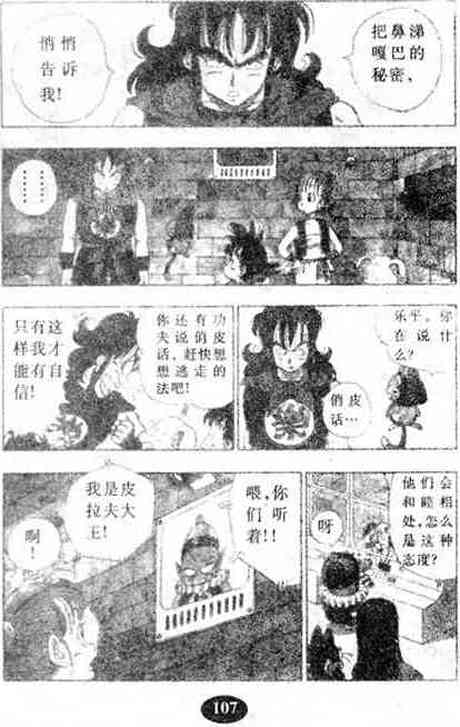 把鼻涕
嘎巴的
秘密、
悄悄
告诉
我!
…………
乐平,你
在说什
么?
俏皮
话…
你还有功
夫说俏皮
话,赶快想
想逃走的
法吧!
只有这
样我才
能有自
信!
他们会
和睦相
处,怎么
是这种
态度?
呀
喂,你
们听
着!!
我是皮
拉夫大
王!
啊!
107